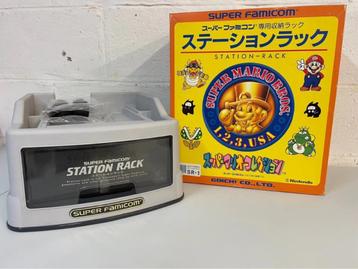 SUPER FAMICOM
スーパーファミコン専用収納ラック
ステーションラック
STATION-RACK
SUPER MARIO BROS.
1・2・3・USA
スーパーマリオコレクション
SR-1
GOICHI CO., LTD.
Nintendo
SUPER FAMICOM
STATION RACK
SUPER FAMICOM